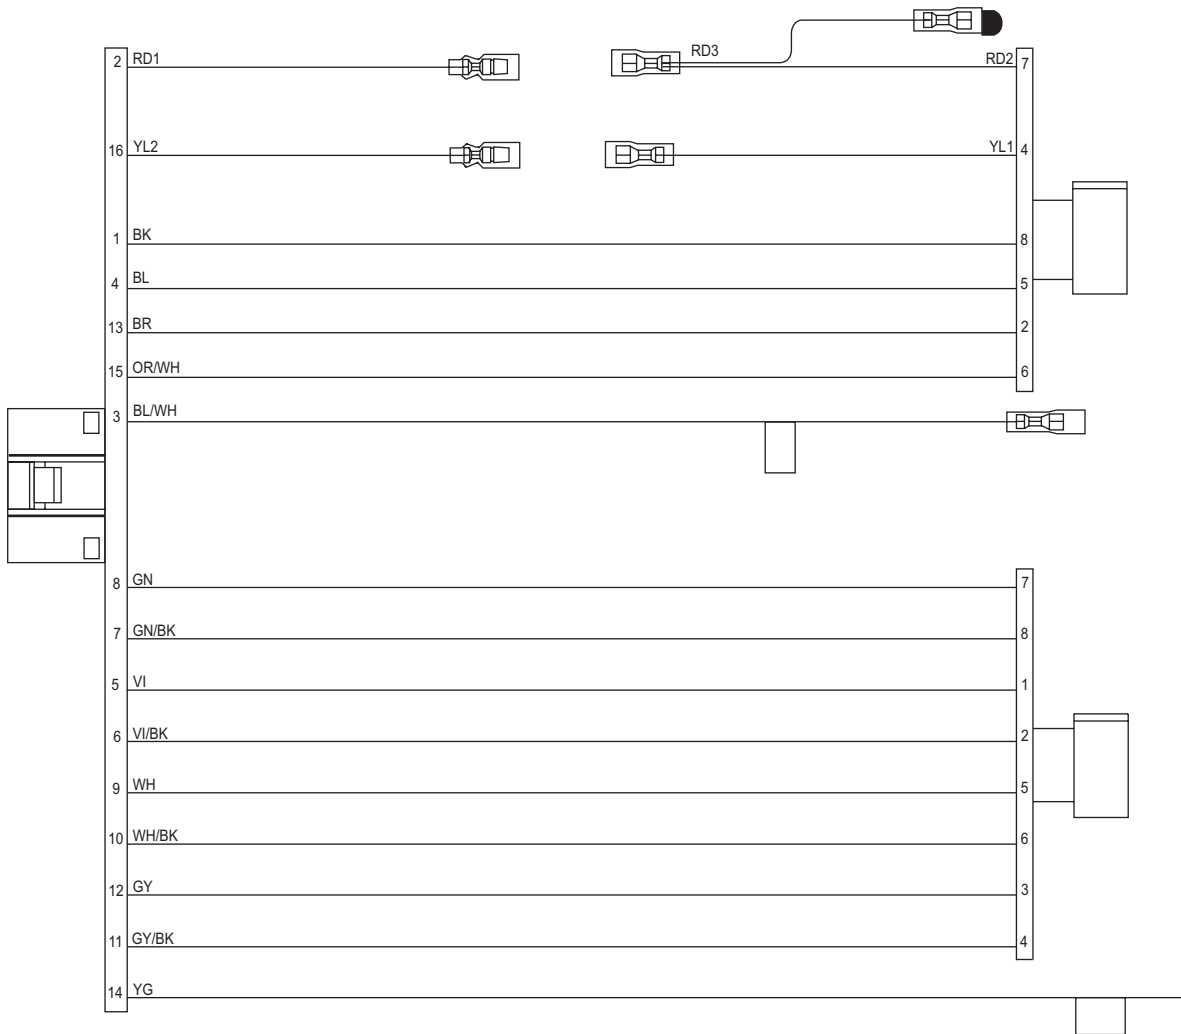 RD3
2 RD1 RD2 7
16 YL2 YL1 4
1 BK 8
4 BL 5
13 BR 2
15 OR/WH 6
3 BL/WH
8 GN 7
7 GN/BK 8
5 VI 1
6 VI/BK 2
9 WH 5
10 WH/BK 6
12 GY 3
11 GY/BK 4
14 YG